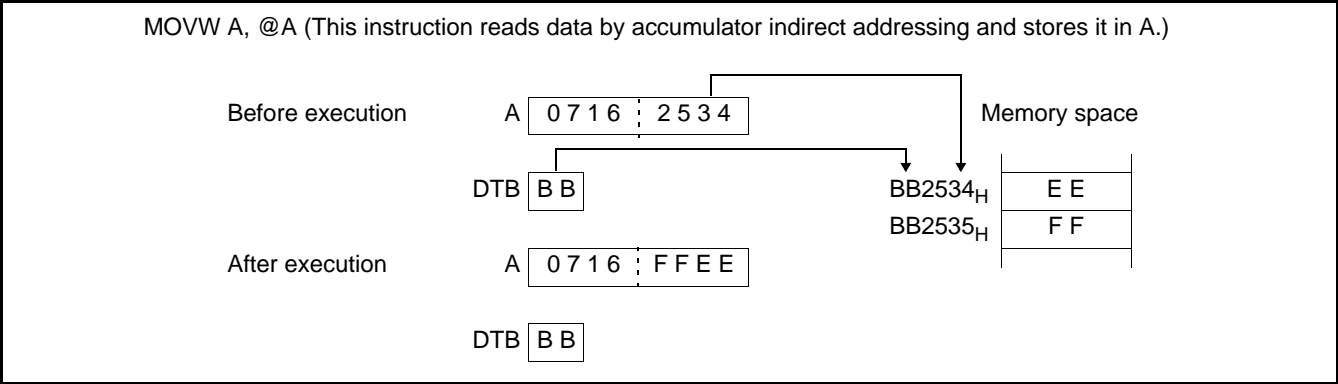 MOVW A, @A (This instruction reads data by accumulator indirect addressing and stores it in A.)
Before execution A 0716 2534 Memory space
DTB BB BB2534H EE
BB2535H FF
After execution A 0716 FFEE
DTB BB